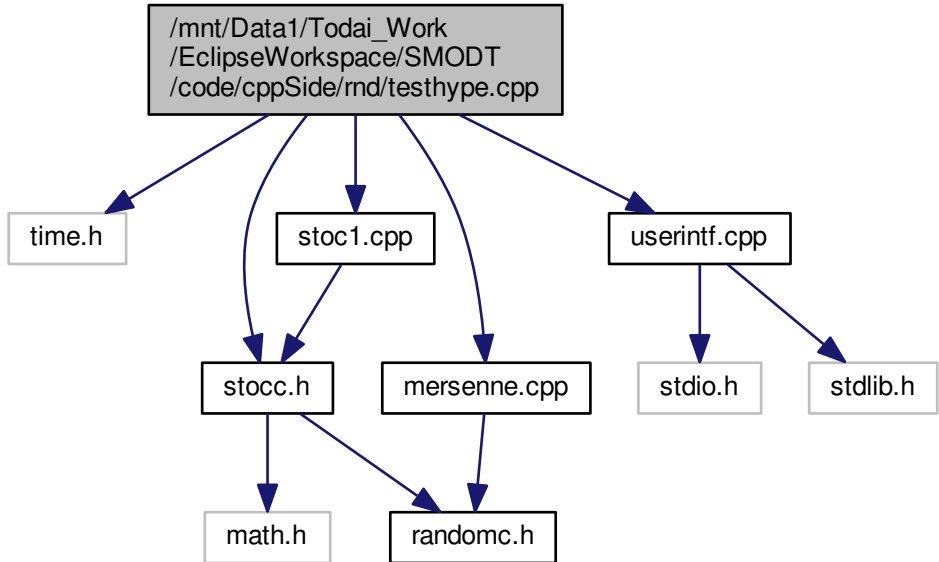 /mnt/Data1/Todai_Work
/EclipseWorkspace/SMODT
/code/cppSide/rnd/testhype.cpp
time.h
stoc1.cpp
userintf.cpp
stocc.h
mersenne.cpp
stdio.h
stdlib.h
math.h
randomc.h